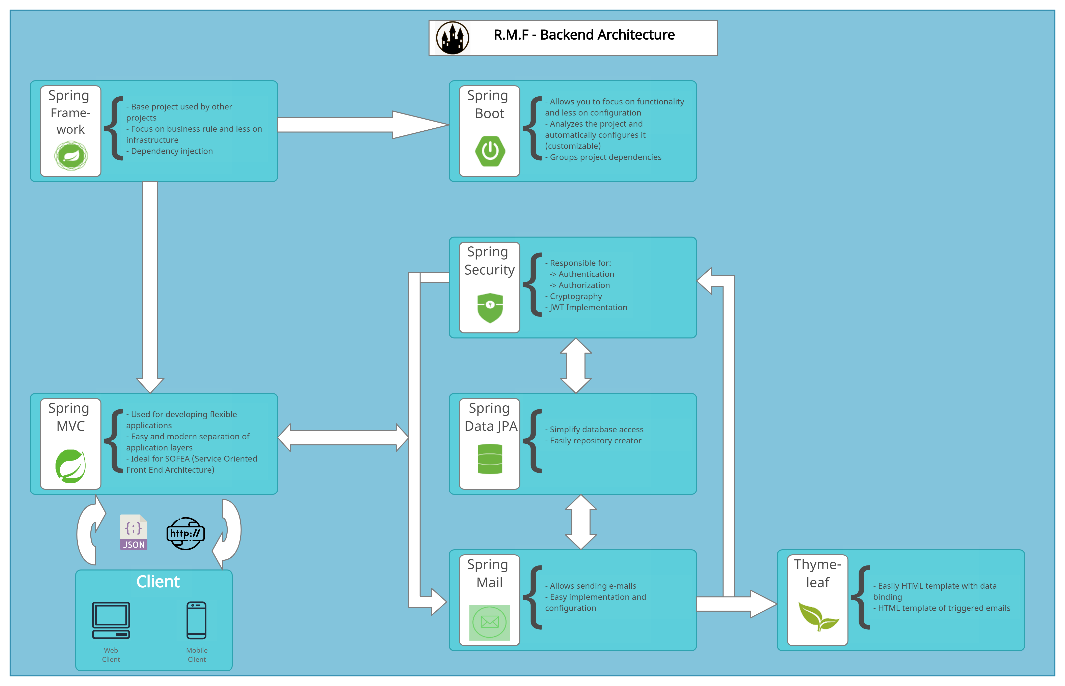 R.M.F - Backend Architecture
Spring
Frame-
work
- Base project used by other
projects
- Focus on business rule and less on
infrastructure
- Dependency injection
Spring
Boot
- Allows you to focus on functionality
and less on configuration
- Analyzes the project and
automatically configures it
(customizable)
- Groups project dependencies
Spring
Security
- Responsible for:
-> Authentication
-> Authorization
- Cryptography
- JWT Implementation
Spring
MVC
- Used for developing flexible
applications
- Easy and modern separation of
application layers
- Ideal for SOFEA (Service Oriented
Front End Architecture)
Spring
Data JPA
- Simplify database access
- Easily repository creator
{:}
.JSON
http://
Client
Web
Client
Mobile
Client
Spring
Mail
- Allows sending e-mails
- Easy implementation and
configuration
Thyme-
leaf
- Easily HTML template with data
binding
- HTML template of triggered emails